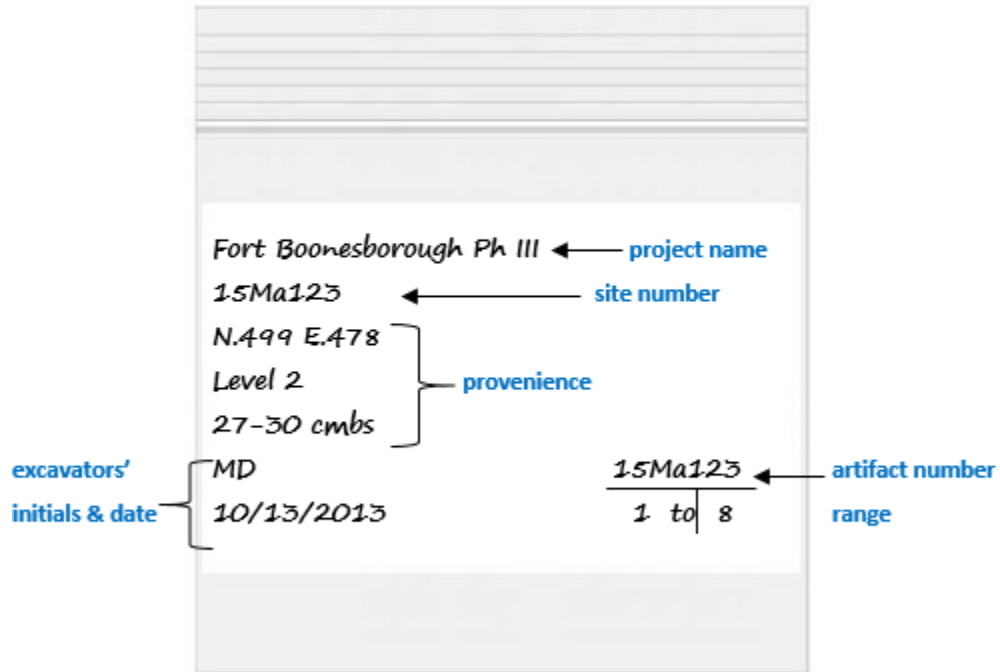 Fort Boonesborough Ph III project name
15Ma123 site number
N.499 E.478
Level 2 provenience
27-30 cmbs
excavators' MD 15Ma123 artifact number
initials & date 10/13/2013 1 to 8 range